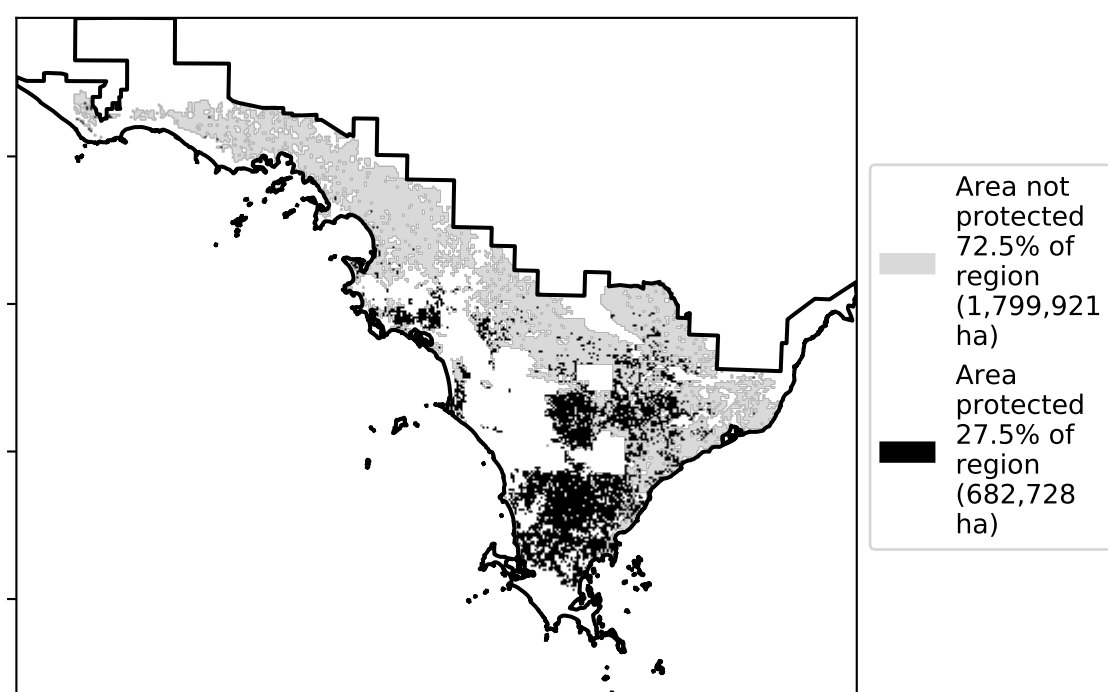 Area not
protected
72.5% of
region
(1,799,921
ha)
Area
protected
27.5% of
region
(682,728
ha)